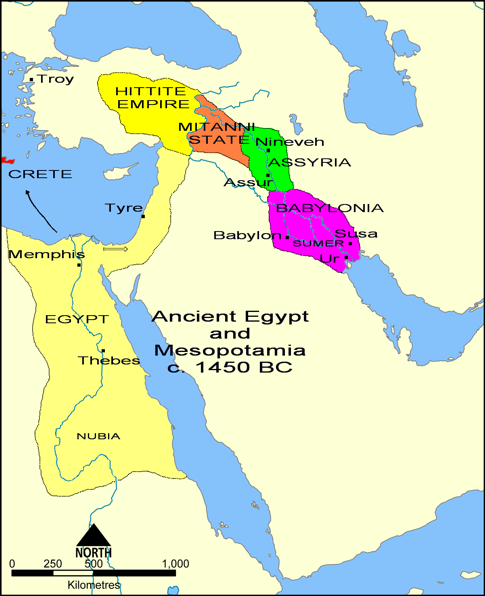 Troy
HITTITE
EMPIRE
MITANNI
STATE
Nineveh
ASSYRIA
CRETE
Assur
Tyre
BABYLONIA
Babylon
SUMER
Susa
Ur
Memphis
EGYPT
Thebes
NUBIA
Ancient Egypt
and
Mesopotamia
c. 1450 BC
NORTH
0 250 500 1,000
Kilometres